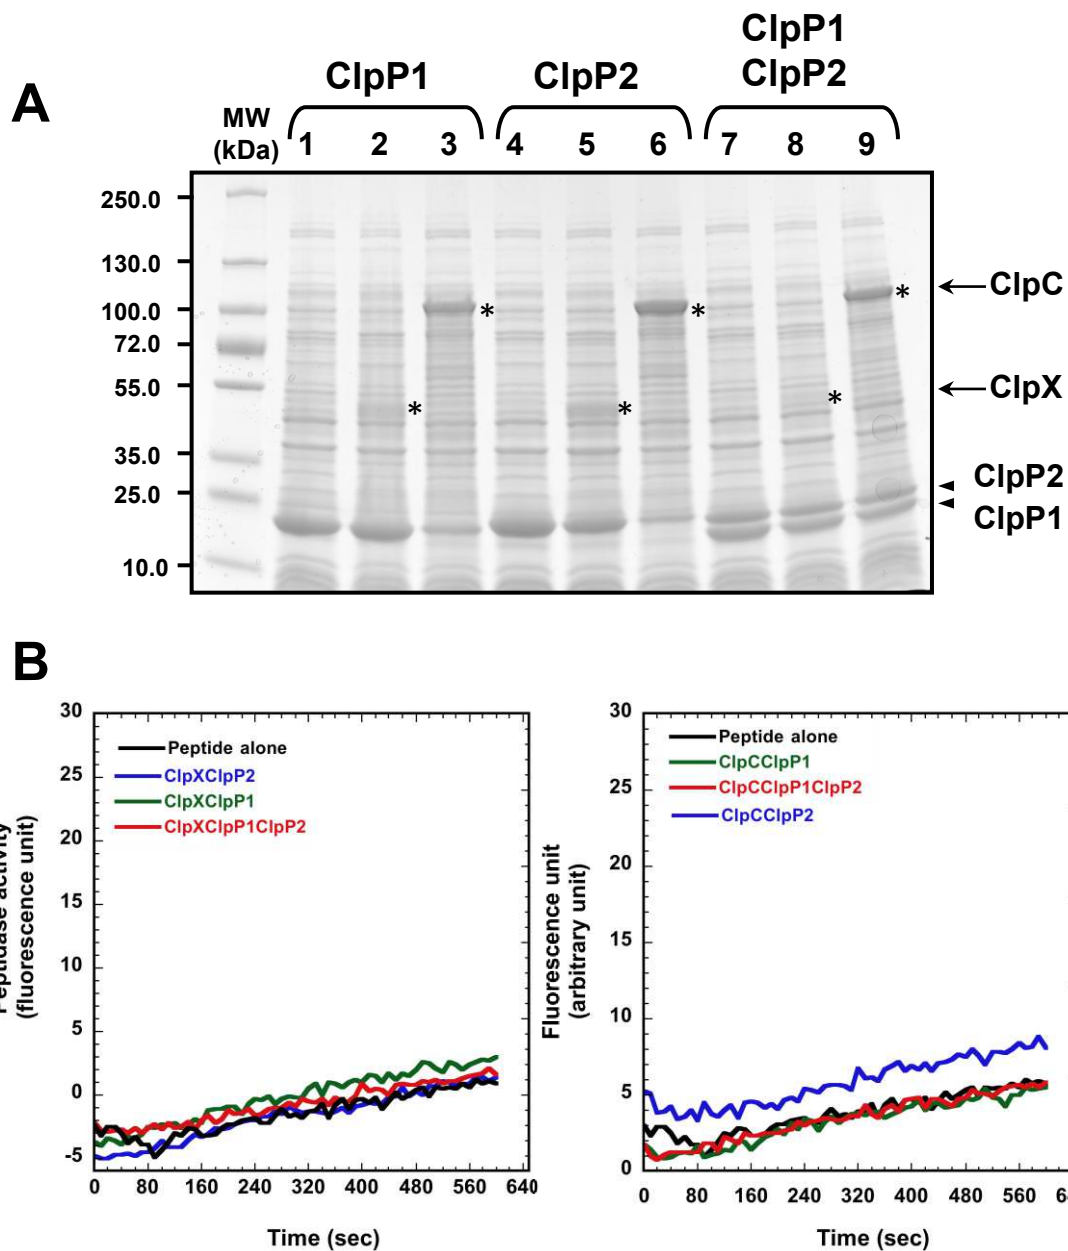 A
ClpP1
ClpP2
ClpP1
ClpP2
MW
(kDa)
1 2 3 4 5 6 7 8 9
250.0
130.0
100.0
72.0
55.0
35.0
25.0
10.0
* * * * * *
ClpC
ClpX
ClpP2
ClpP1
B
30
25
20
15
10
5
0
-5
(fluorescence unit)
Peptide alone
ClpXClpP2
ClpXClpP1
ClpXClpP1ClpP2
0 80 160 240 320 400 480 560 640
Time (sec)
30
25
20
15
10
5
0
Fluorescence unit
(arbitrary unit)
Peptide alone
ClpCClpP1
ClpCClpP1ClpP2
ClpCClpP2
0 80 160 240 320 400 480 560
Time (sec)